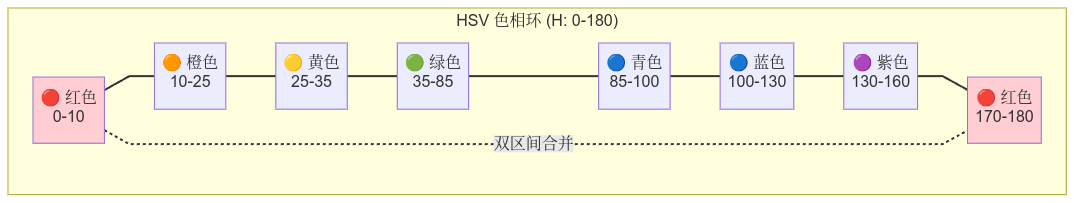 HSV 色相环 (H: 0-180)
🔴 红色
0-10
🟠 橙色
10-25
🟡 黄色
25-35
🟢 绿色
35-85
🔵 青色
85-100
🔵 蓝色
100-130
🟣 紫色
130-160
🔴 红色
170-180
双区间合并